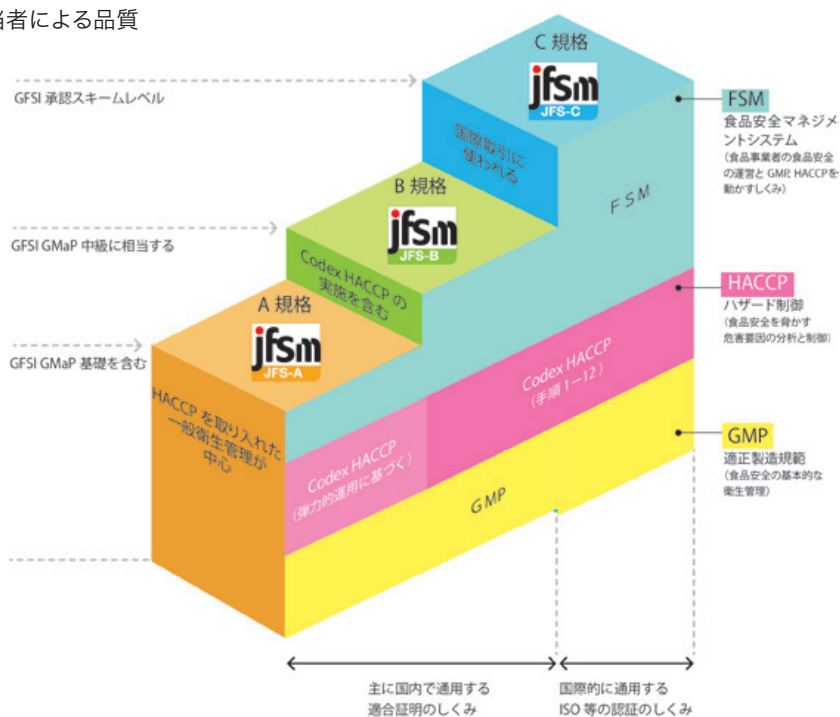 当者による品質
C 規格
jfsm
JFS-C
GFSI 承認スキームレベル
国際取引に
使われる
FSM
食品安全マネジメ
ントシステム
（食品事業者の食品安全
の運営と GMP, HACCPを
動かすしくみ）
B 規格
jfsm
JFS-B
FSM
GFSI GMaP 中級に相当する
Codex HACCP の
実施を含む
HACCP
ハザード制御
（食品安全を脅かす
危害要因の分析と制御）
A 規格
jfsm
JFS-A
GFSI GMaP 基礎を含む
HACCP を取り入れた
一般衛生管理が
中心
Codex HACCP
（手順 1－12 ）
Codex HACCP
（弾力的運用に基づく）
GMP
GMP
適正製造規範
（食品安全の基本的な
衛生管理）
主に国内で通用する
適合証明のしくみ
国際的に通用する
ISO 等の認証のしくみ